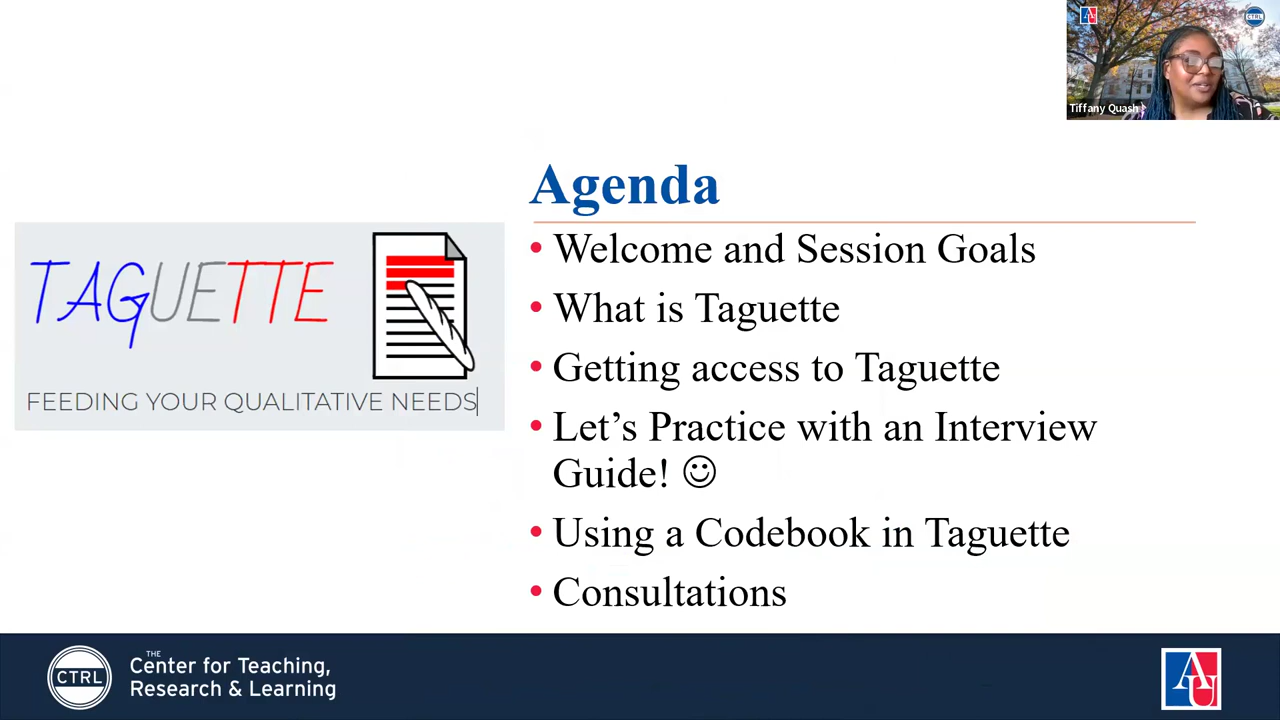 AU
CTRL
Tiffany Quash
Agenda
• Welcome and Session Goals
• What is Taguette
• Getting access to Taguette
• Let’s Practice with an Interview
Guide! ☺
• Using a Codebook in Taguette
• Consultations
TAGUETTE
FEEDING YOUR QUALITATIVE NEEDS
CTRL
THE
Center for Teaching,
Research & Learning
AU